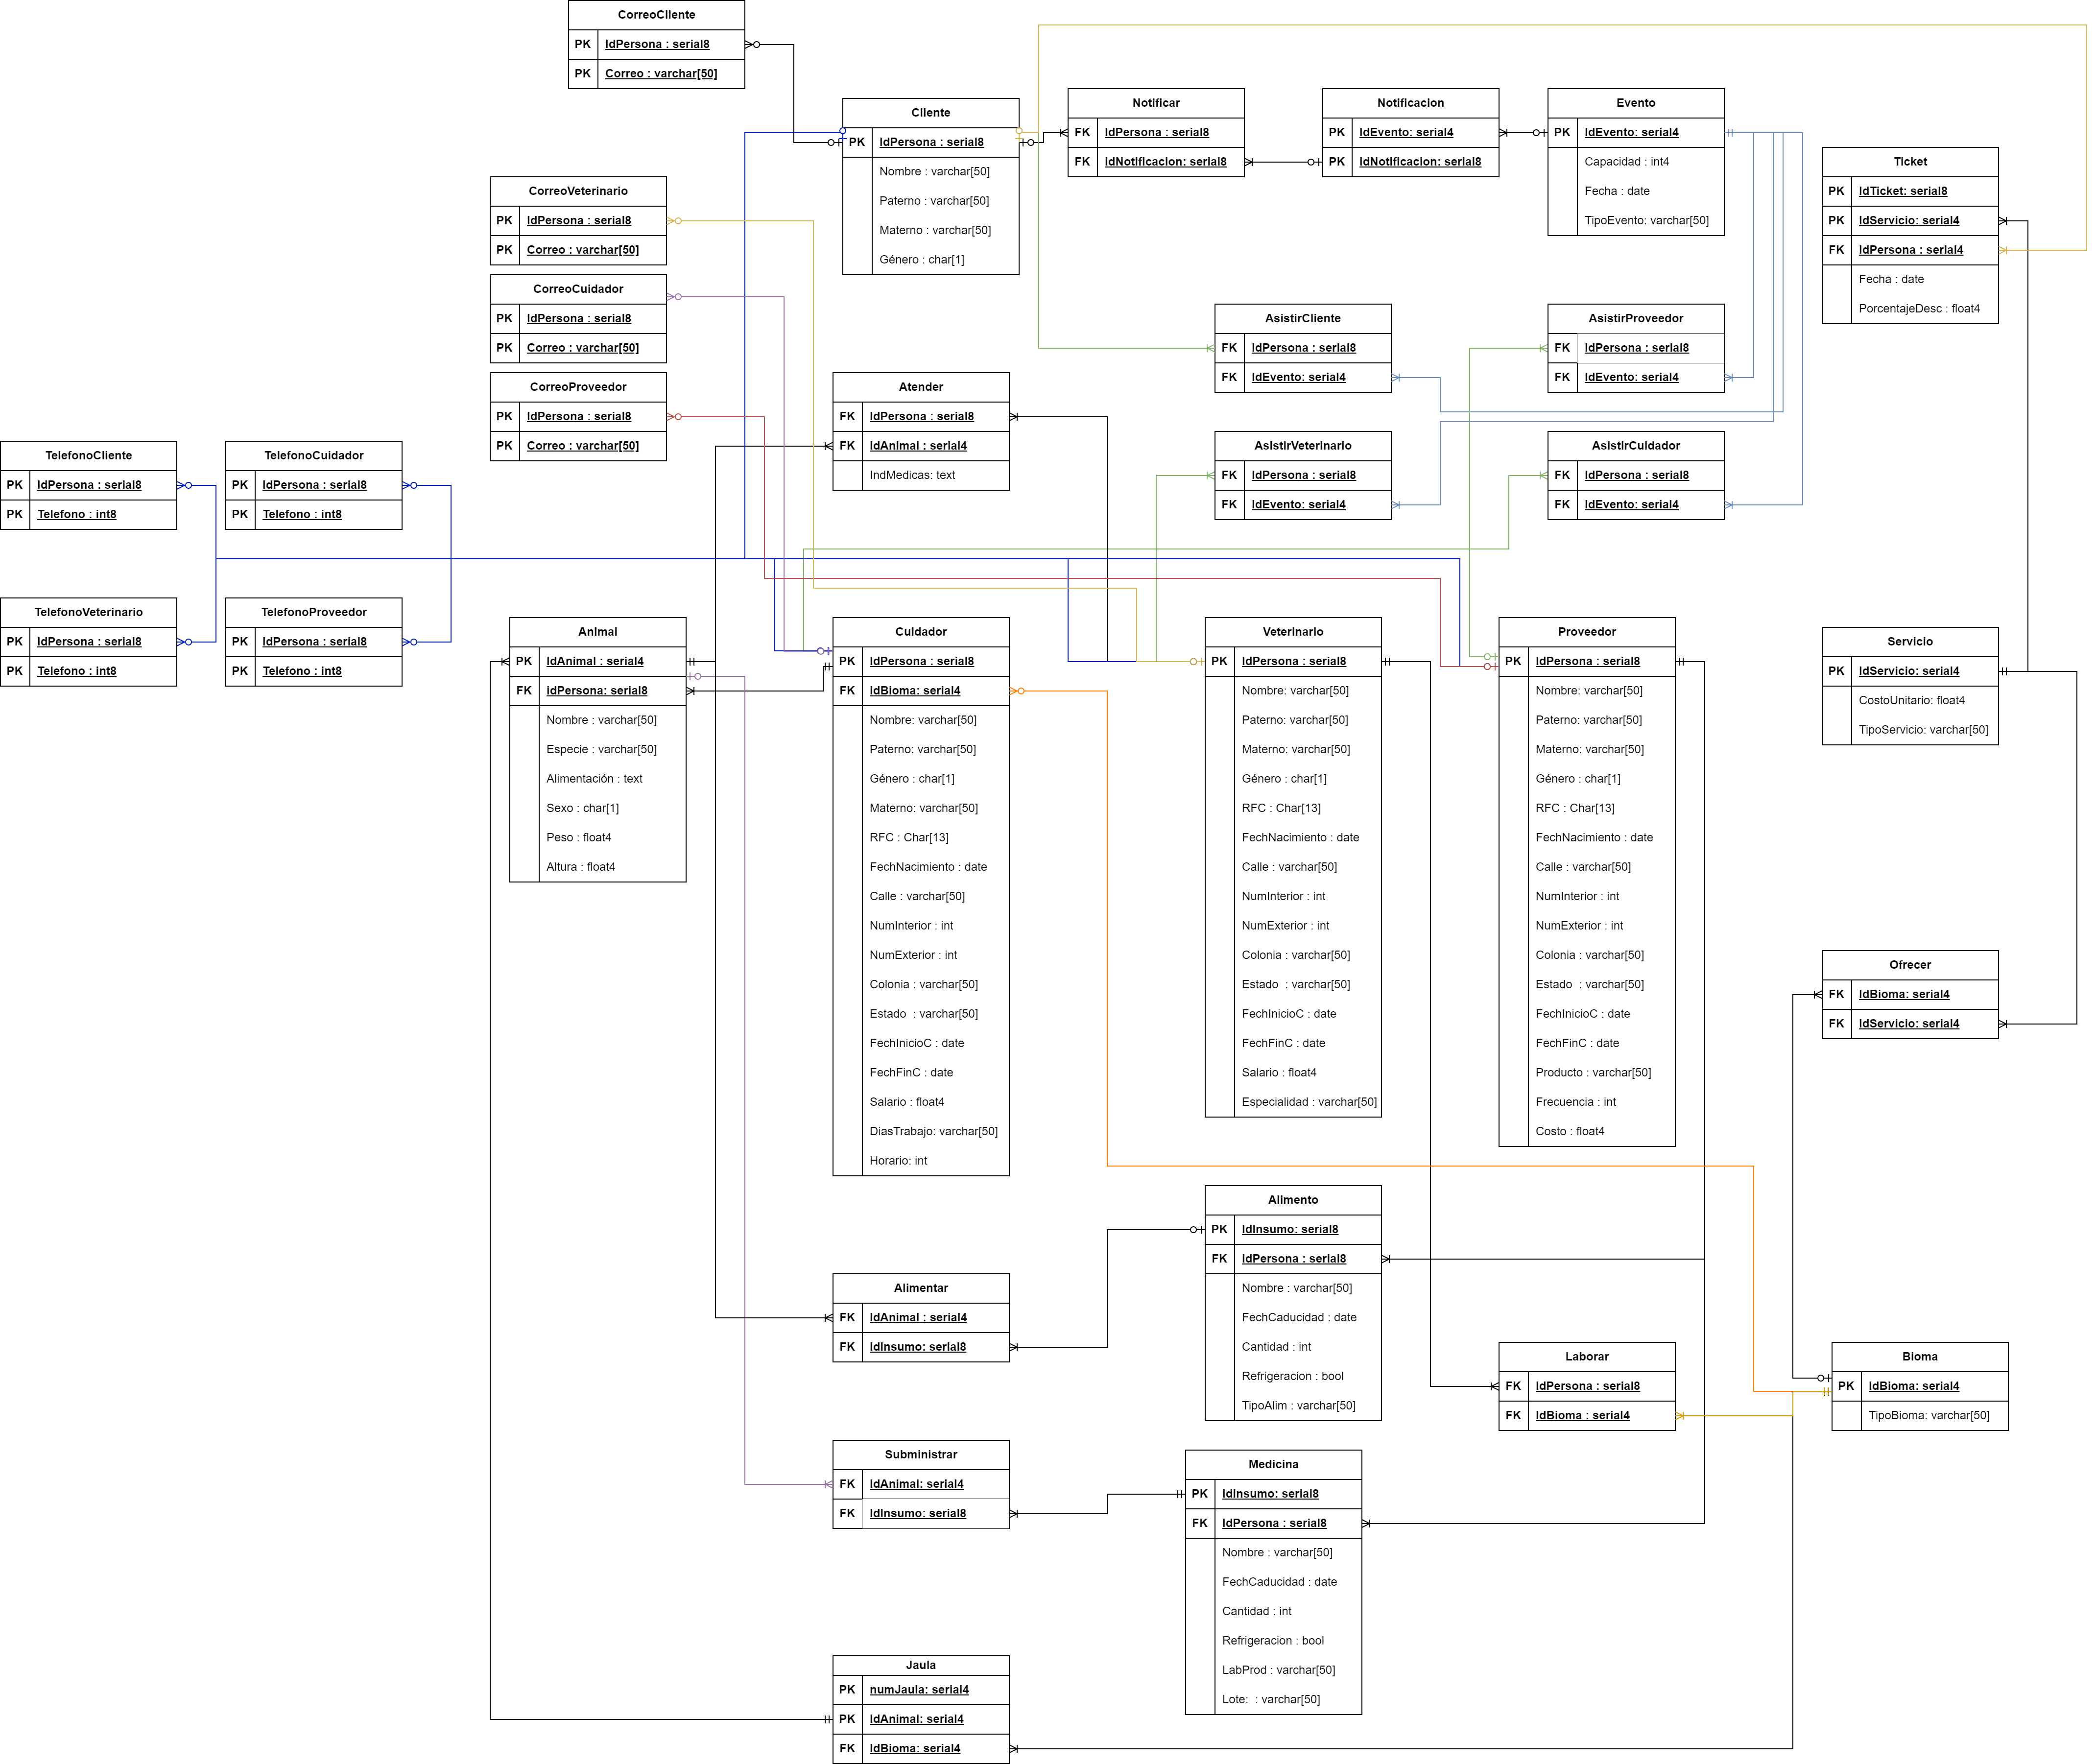 CorreoCliente
PK IdPersona : serial8
PK Correo : varchar[50]
Cliente
PK IdPersona : serial8
Nombre : varchar[50]
Paterno : varchar[50]
Materno : varchar[50]
Género : char[1]
Notificar
FK IdPersona : serial8
FK IdNotificacion: serial8
Notificacion
PK IdEvento: serial4
PK IdNotificacion: serial8
Evento
PK IdEvento: serial4
Capacidad : int4
Fecha : date
TipoEvento: varchar[50]
Ticket
PK IdTicket: serial8
PK IdServicio: serial4
FK IdPersona : serial4
Fecha : date
PorcentajeDesc : float4
CorreoVeterinario
PK IdPersona : serial8
PK Correo : varchar[50]
CorreoCuidador
PK IdPersona : serial8
PK Correo : varchar[50]
CorreoProveedor
PK IdPersona : serial8
PK Correo : varchar[50]
Atender
FK IdPersona : serial8
FK IdAnimal : serial4
IndMedicas: text
AsistirCliente
FK IdPersona : serial8
FK IdEvento: serial4
AsistirProveedor
FK IdPersona : serial8
FK IdEvento: serial4
AsistirVeterinario
FK IdPersona : serial8
FK IdEvento: serial4
AsistirCuidador
FK IdPersona : serial8
FK IdEvento: serial4
TelefonoCliente
PK IdPersona : serial8
PK Telefono : int8
TelefonoCuidador
PK IdPersona : serial8
PK Telefono : int8
TelefonoVeterinario
PK IdPersona : serial8
PK Telefono : int8
TelefonoProveedor
PK IdPersona : serial8
PK Telefono : int8
Animal
PK IdAnimal : serial4
FK idPersona: serial8
Nombre : varchar[50]
Especie : varchar[50]
Alimentación : text
Sexo : char[1]
Peso : float4
Altura : float4
Cuidador
PK IdPersona : serial8
FK IdBioma: serial4
Nombre: varchar[50]
Paterno: varchar[50]
Género : char[1]
Materno: varchar[50]
RFC : Char[13]
FechNacimiento : date
Calle : varchar[50]
NumInterior : int
NumExterior : int
Colonia : varchar[50]
Estado  : varchar[50]
FechInicioC : date
FechFinC : date
Salario : float4
DiasTrabajo: varchar[50]
Horario: int
Veterinario
PK IdPersona : serial8
Nombre: varchar[50]
Paterno: varchar[50]
Materno: varchar[50]
Género : char[1]
RFC : Char[13]
FechNacimiento : date
Calle : varchar[50]
NumInterior : int
NumExterior : int
Colonia : varchar[50]
Estado  : varchar[50]
FechInicioC : date
FechFinC : date
Salario : float4
Especialidad : varchar[50]
Proveedor
PK IdPersona : serial8
Nombre: varchar[50]
Paterno: varchar[50]
Materno: varchar[50]
Género : char[1]
RFC : Char[13]
FechNacimiento : date
Calle : varchar[50]
NumInterior : int
NumExterior : int
Colonia : varchar[50]
Estado  : varchar[50]
FechInicioC : date
FechFinC : date
Producto : varchar[50]
Frecuencia : int
Costo : float4
Servicio
PK IdServicio: serial4
CostoUnitario: float4
TipoServicio: varchar[50]
Ofrecer
FK IdBioma: serial4
FK IdServicio: serial4
Alimento
PK IdInsumo: serial8
FK IdPersona : serial8
Nombre : varchar[50]
FechCaducidad : date
Cantidad : int
Refrigeracion : bool
TipoAlim : varchar[50]
Alimentar
FK IdAnimal : serial4
FK IdInsumo: serial8
Laborar
FK IdPersona : serial8
FK IdBioma : serial4
Bioma
PK IdBioma: serial4
TipoBioma: varchar[50]
Subministrar
FK IdAnimal: serial4
FK IdInsumo: serial8
Medicina
PK IdInsumo: serial8
FK IdPersona : serial8
Nombre : varchar[50]
FechCaducidad : date
Cantidad : int
Refrigeracion : bool
LabProd : varchar[50]
Lote:  : varchar[50]
Jaula
PK numJaula: serial4
PK IdAnimal: serial4
FK IdBioma: serial4